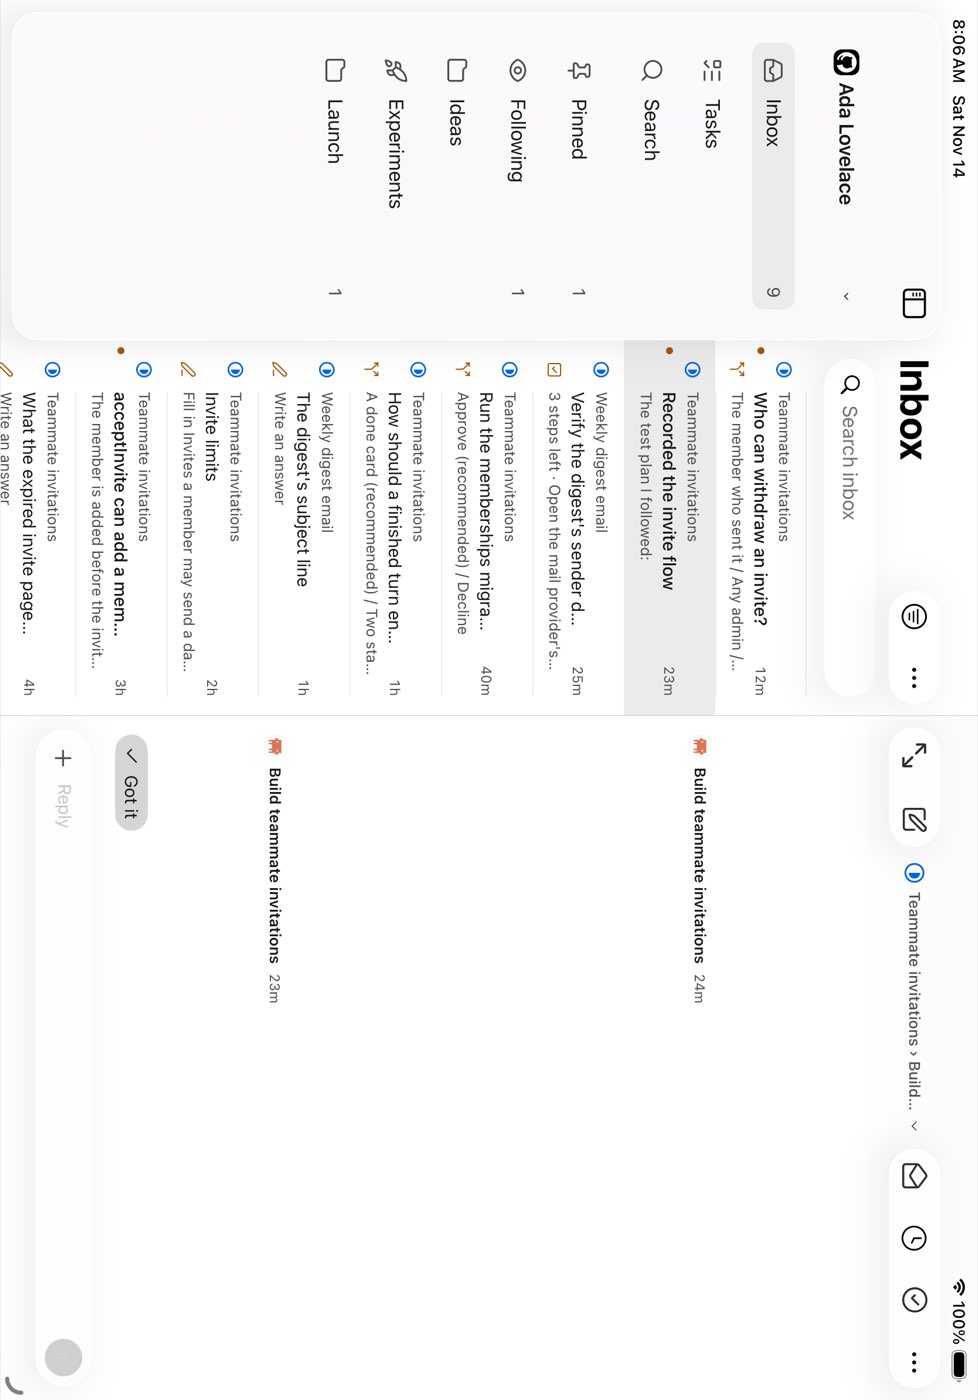 8:06 AM Sat Nov 14
100%
Ada Lovelace
Inbox 9
Tasks
Search
Pinned 1
Following 1
Ideas
Experiments
Launch 1
Inbox
Search inbox
Teammate invitations
Who can withdraw an invite? 12m
The member who sent it / Any admin /...
Teammate invitations
Recorded the invite flow 23m
The test plan I followed:
Weekly digest email
Verify the digest's sender d... 25m
3 steps left · Open the mail provider's...
Teammate invitations
Run the memberships migra... 40m
Approve (recommended) / Decline
Teammate invitations
How should a finished turn en... 1h
A done card (recommended) / Two sta...
Weekly digest email
The digest's subject line 1h
Write an answer
Teammate invitations
Invite limits 2h
Fill in Invites a member may send a da...
Teammate invitations
acceptInvite can add a mem... 3h
The member is added before the invit...
Teammate invitations
What the expired invite page... 4h
Write an answer
Teammate invitations › Build...
Build teammate invitations 24m
Build teammate invitations 23m
Got it
Reply